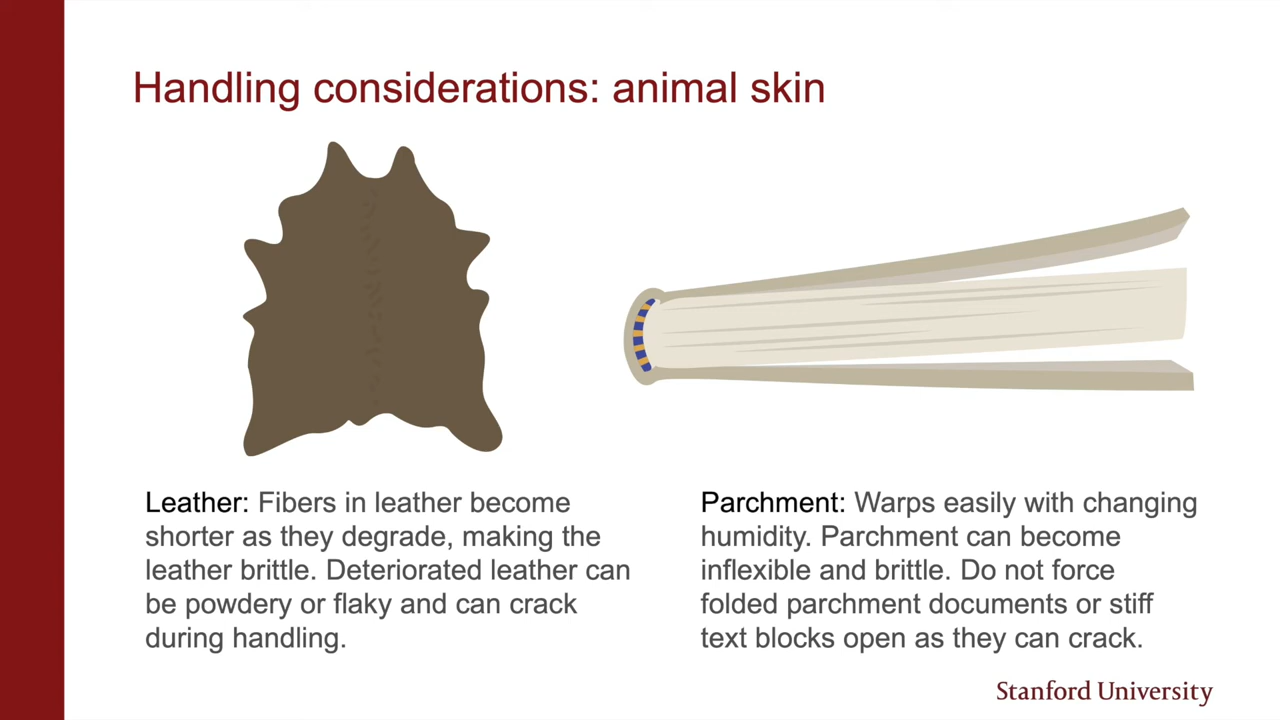 Handling considerations: animal skin
Leather: Fibers in leather become
shorter as they degrade, making the
leather brittle. Deteriorated leather can
be powdery or flaky and can crack
during handling.
Parchment: Warps easily with changing
humidity. Parchment can become
inflexible and brittle. Do not force
folded parchment documents or stiff
text blocks open as they can crack.
Stanford University